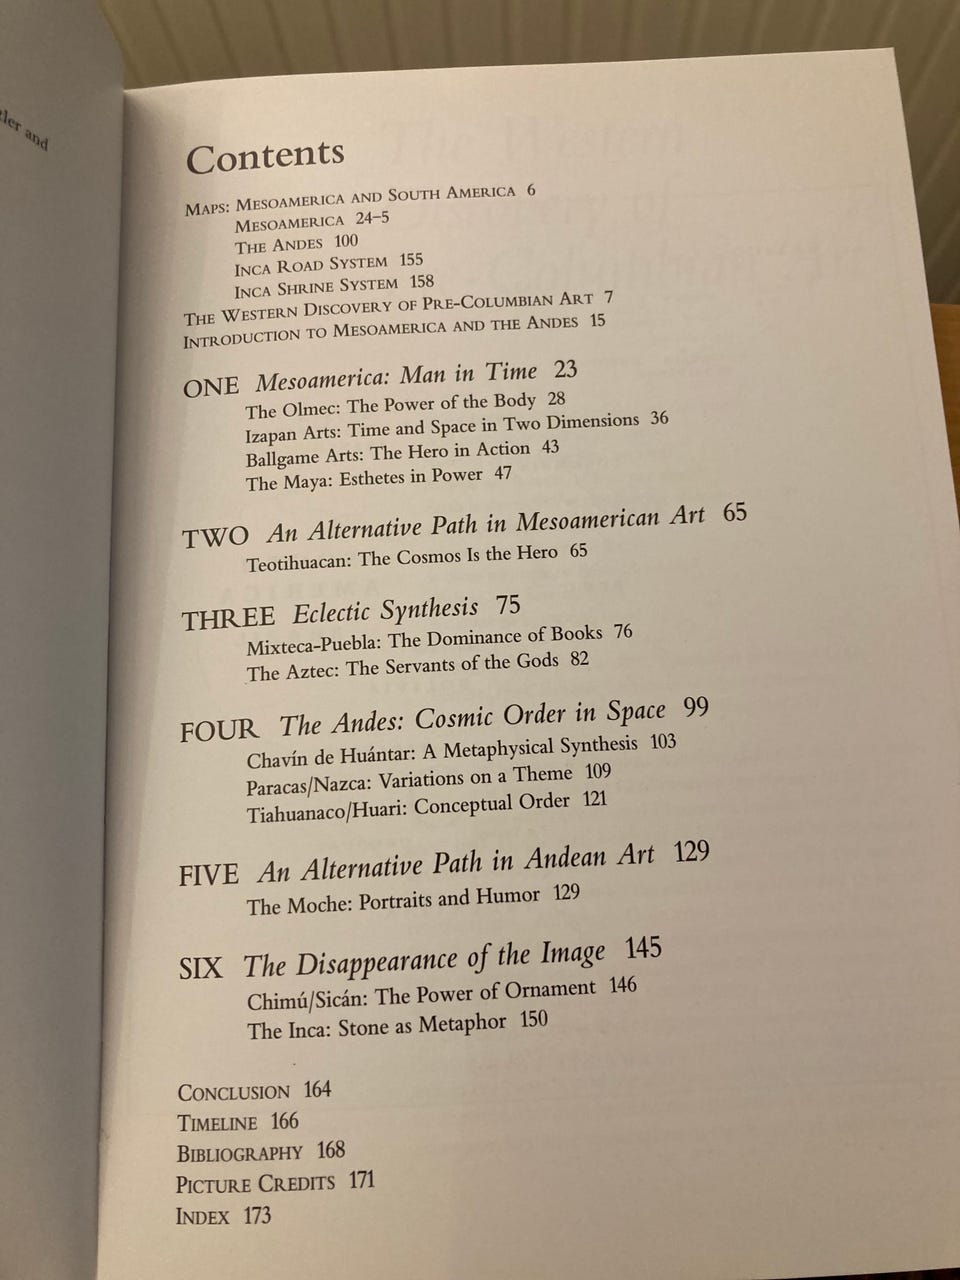 and
Contents
Maps: Mesoamerica and South America 6
Mesoamerica 24–5
The Andes 100
Inca Road System 155
Inca Shrine System 158
The Western Discovery of Pre-Columbian Art 7
Introduction to Mesoamerica and the Andes 15
ONE Mesoamerica: Man in Time 23
The Olmec: The Power of the Body 28
Izapan Arts: Time and Space in Two Dimensions 36
Ballgame Arts: The Hero in Action 43
The Maya: Esthetes in Power 47
TWO An Alternative Path in Mesoamerican Art 65
Teotihuacan: The Cosmos Is the Hero 65
THREE Eclectic Synthesis 75
Mixteca-Puebla: The Dominance of Books 76
The Aztec: The Servants of the Gods 82
FOUR The Andes: Cosmic Order in Space 99
Chavín de Huántar: A Metaphysical Synthesis 103
Paracas/Nazca: Variations on a Theme 109
Tiahuanaco/Huari: Conceptual Order 121
FIVE An Alternative Path in Andean Art 129
The Moche: Portraits and Humor 129
SIX The Disappearance of the Image 145
Chimú/Sicán: The Power of Ornament 146
The Inca: Stone as Metaphor 150
Conclusion 164
Timeline 166
Bibliography 168
Picture Credits 171
Index 173